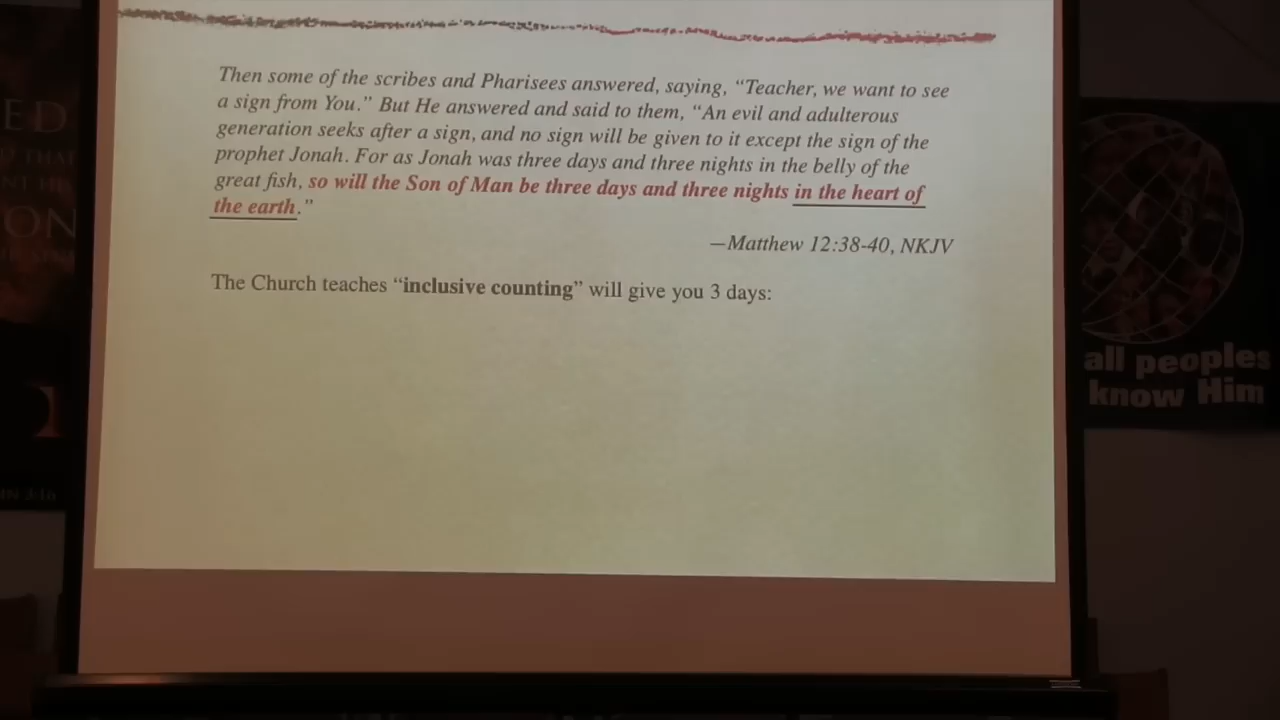 Then some of the scribes and Pharisees answered, saying, “Teacher, we want to see
a sign from You.” But He answered and said to them, “An evil and adulterous
generation seeks after a sign, and no sign will be given to it except the sign of the
prophet Jonah. For as Jonah was three days and three nights in the belly of the
great fish, so will the Son of Man be three days and three nights in the heart of
the earth.”
—Matthew 12:38-40, NKJV
The Church teaches “inclusive counting” will give you 3 days:
all peoples
know Him
ED
THAT
ON
3:16